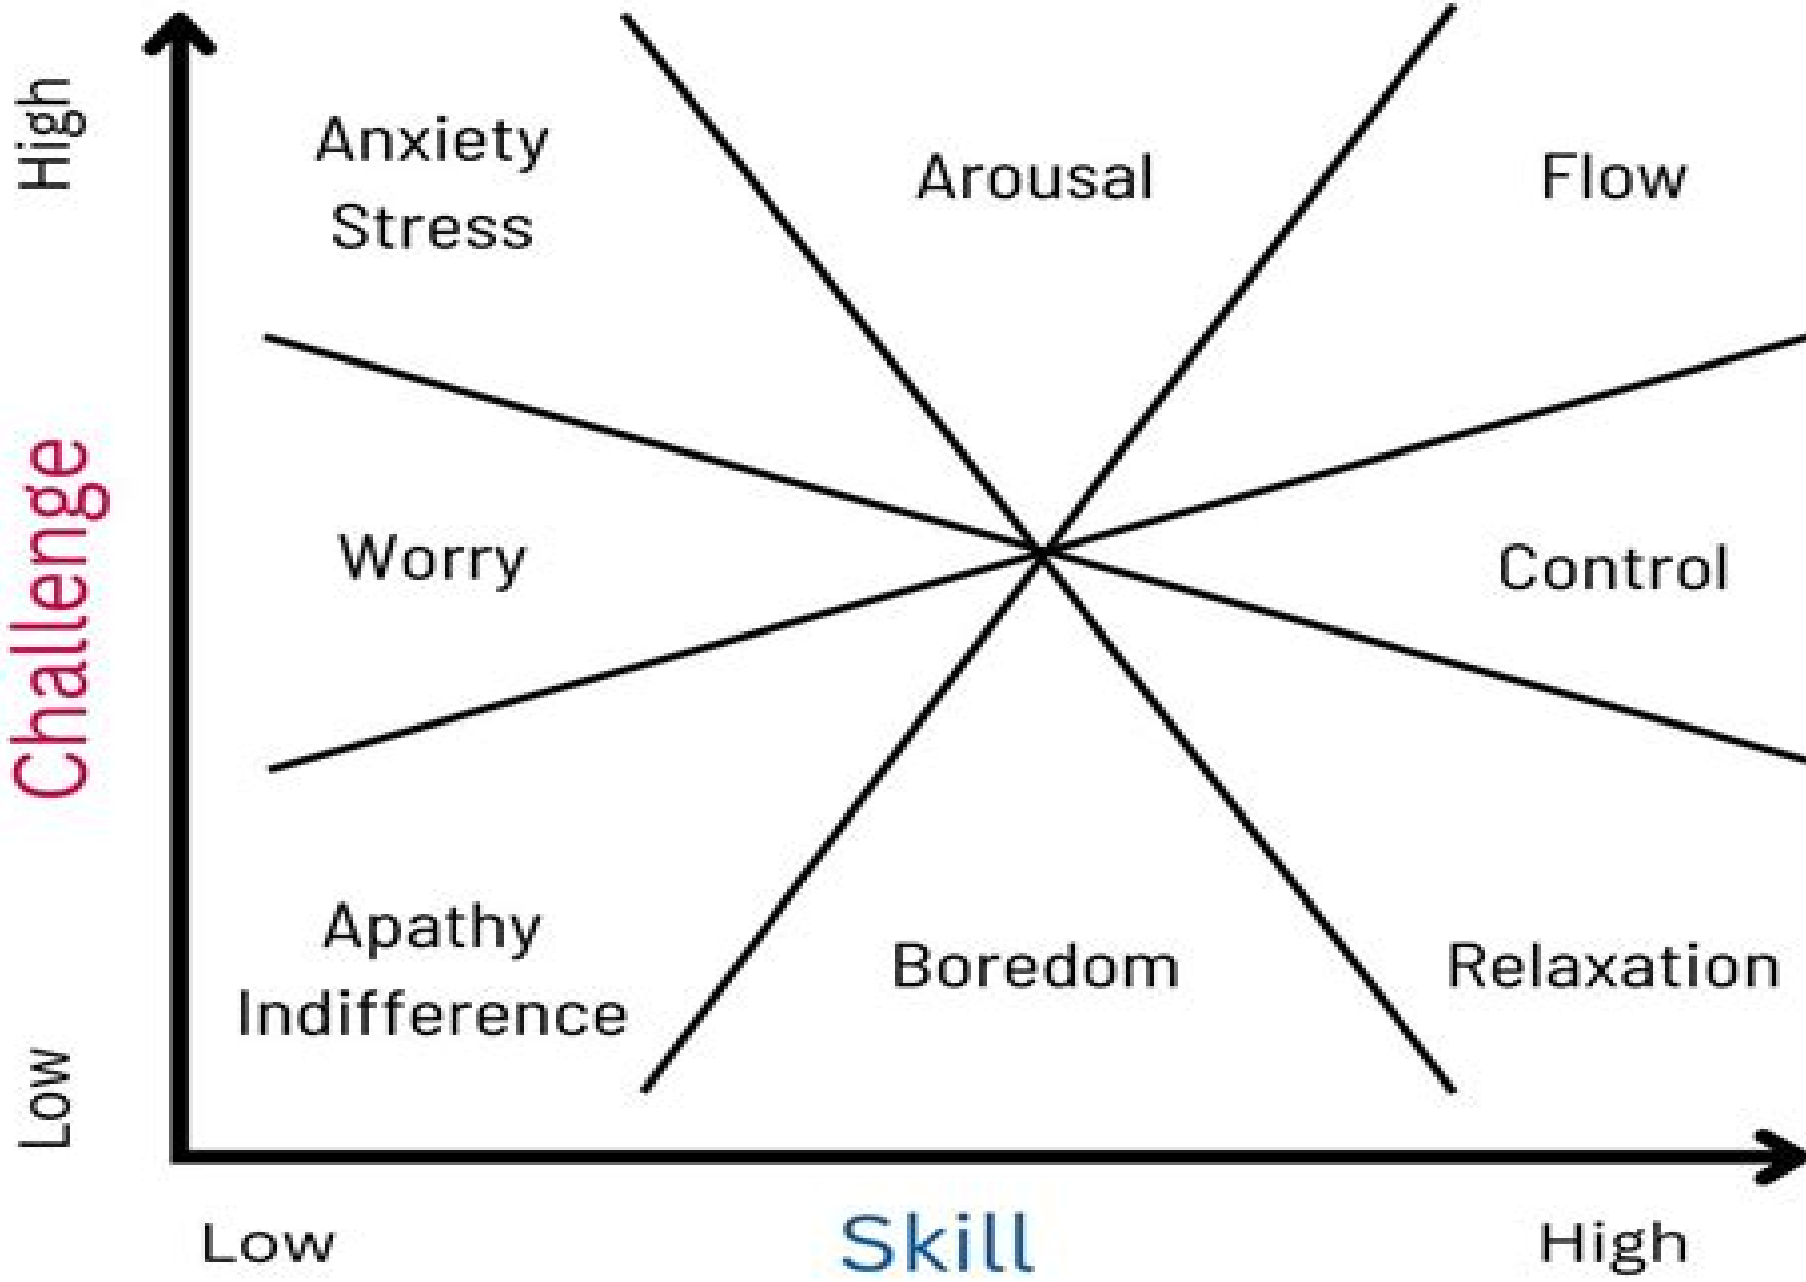 High
Anxiety
Stress
Arousal
Flow
Challenge
Worry
Control
Apathy
Indifference
Boredom
Relaxation
Low
Low
Skill
High